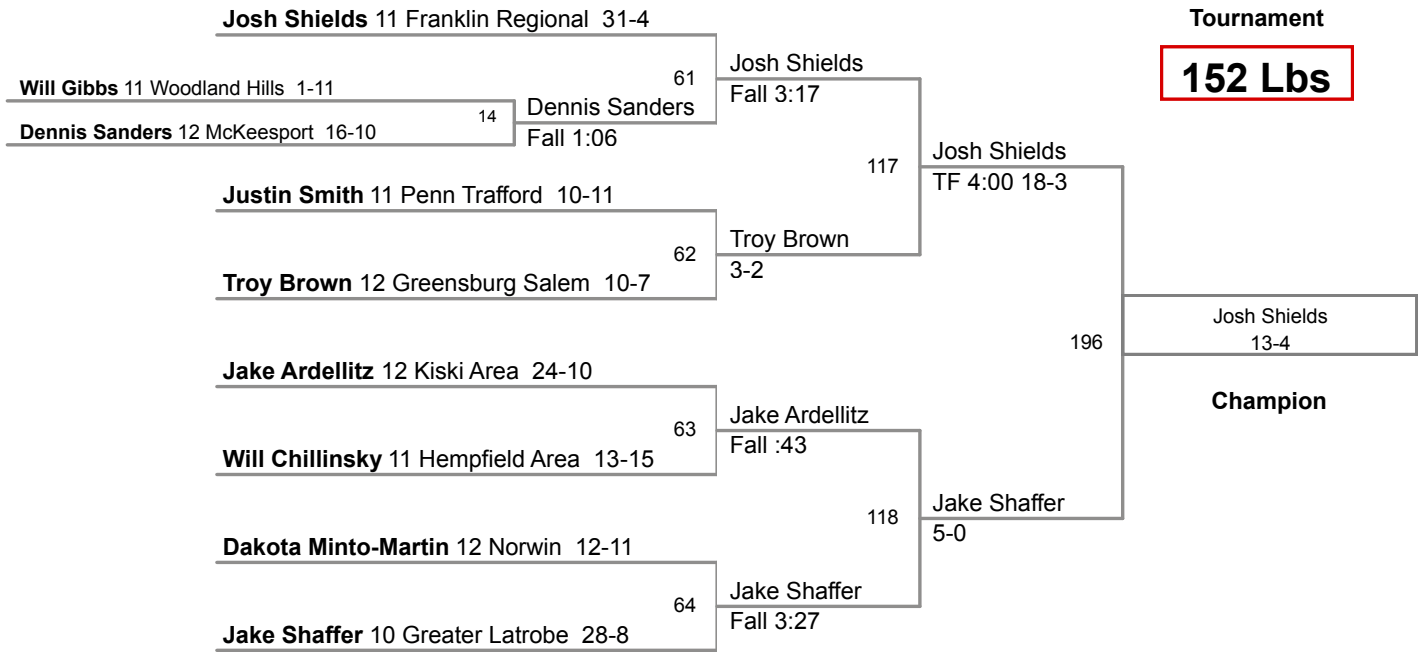 Josh Shields 11 Franklin Regional 31-4
Tournament
152 Lbs
61
Josh Shields
Fall 3:17
Will Gibbs 11 Woodland Hills 1-11
14
Dennis Sanders
Fall 1:06
Dennis Sanders 12 McKeesport 16-10
117
Josh Shields
TF 4:00 18-3
Justin Smith 11 Penn Trafford 10-11
62
Troy Brown
3-2
Troy Brown 12 Greensburg Salem 10-7
196
Josh Shields
13-4
Champion
Jake Ardellitz 12 Kiski Area 24-10
63
Jake Ardellitz
Fall :43
Will Chillinsky 11 Hempfield Area 13-15
118
Jake Shaffer
5-0
Dakota Minto-Martin 12 Norwin 12-11
64
Jake Shaffer
Fall 3:27
Jake Shaffer 10 Greater Latrobe 28-8